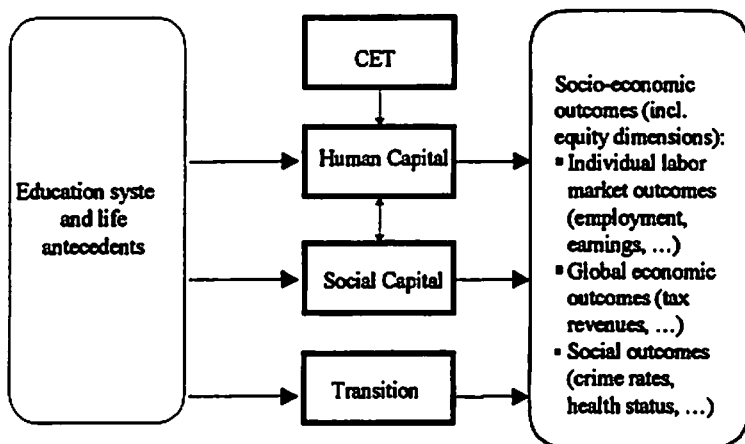 Education syste
and life
antecedents
CET
Human Capital
Social Capital
Transition
Socio-economic
outcomes (incl.
equity dimensions):
▪ Individual labor
market outcomes
(employment,
earnings, ...)
▪ Global economic
outcomes (tax
revenues, ...)
▪ Social outcomes
(crime rates,
health status, ...)